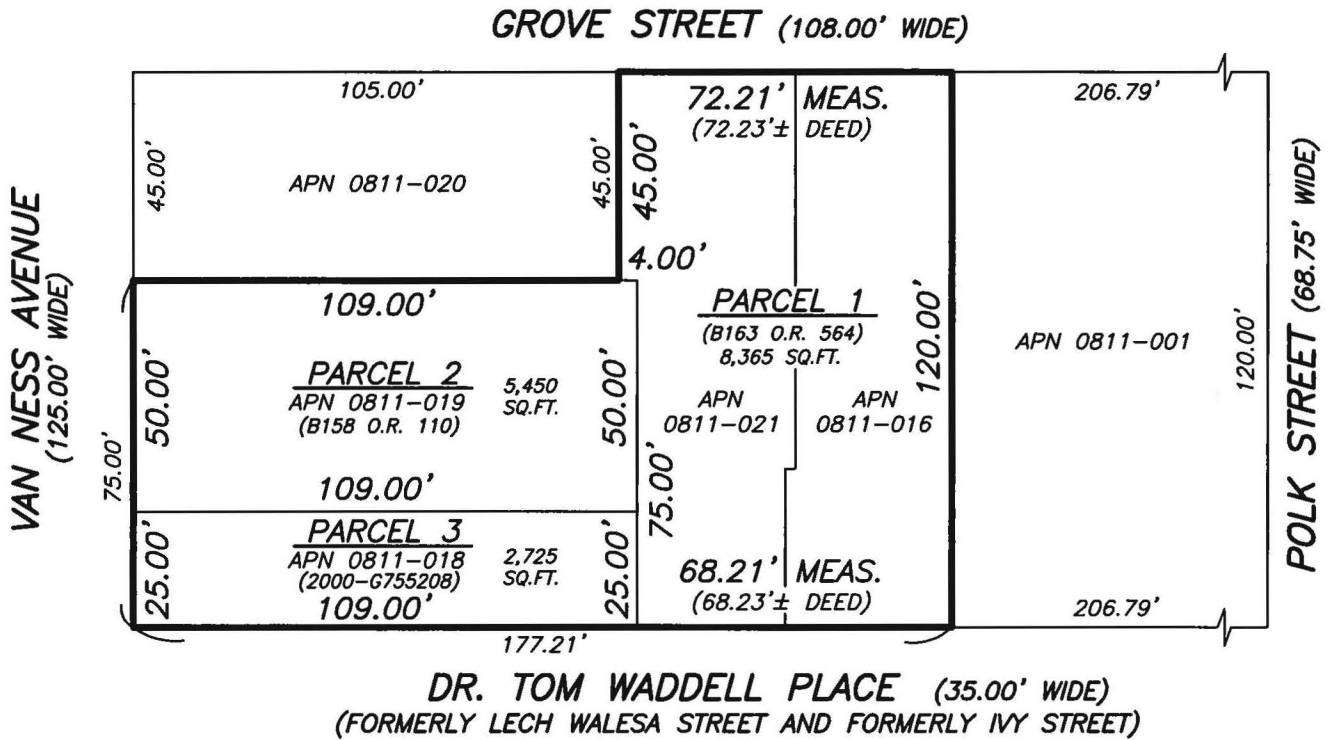 GROVE STREET (108.00' WIDE)
105.00'
72.21' MEAS.
(72.23'± DEED)
206.79'
45.00'
APN 0811-020
45.00'
45.00'
4.00'
VAN NESS AVENUE
(125.00' WIDE)
109.00'
PARCEL 1
(B163 O.R. 564)
8,365 SQ.FT.
120.00'
APN 0811-001
120.00'
POLK STREET (68.75' WIDE)
75.00'
50.00'
PARCEL 2
APN 0811-019
(B158 O.R. 110)
5,450
SQ.FT.
50.00'
APN
0811-021
APN
0811-016
109.00'
75.00'
25.00'
PARCEL 3
APN 0811-018
(2000-G755208)
2,725
SQ.FT.
109.00'
25.00'
68.21' MEAS.
(68.23'± DEED)
206.79'
177.21'
DR. TOM WADDELL PLACE (35.00' WIDE)
(FORMERLY LECH WALESA STREET AND FORMERLY IVY STREET)